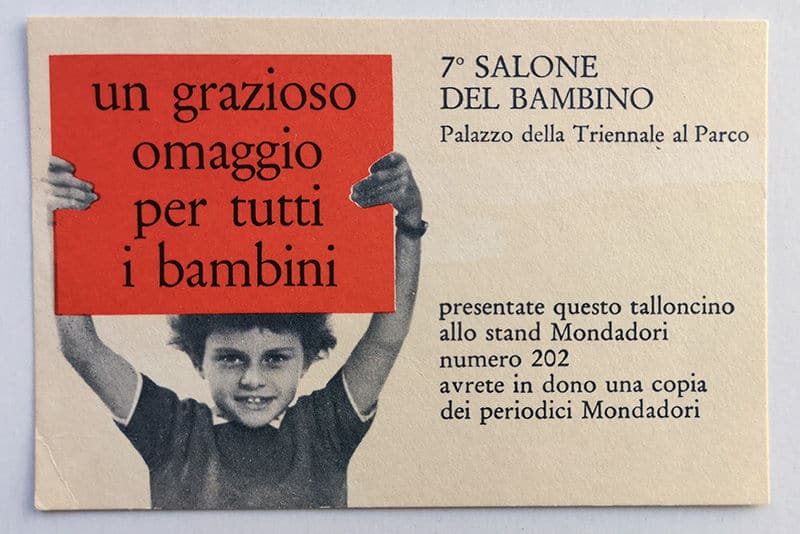 un grazioso
omaggio
per tutti
i bambini
7° SALONE
DEL BAMBINO
Palazzo della Triennale al Parco
presentate questo talloncino
allo stand Mondadori
numero 202
avrete in dono una copia
dei periodici Mondadori